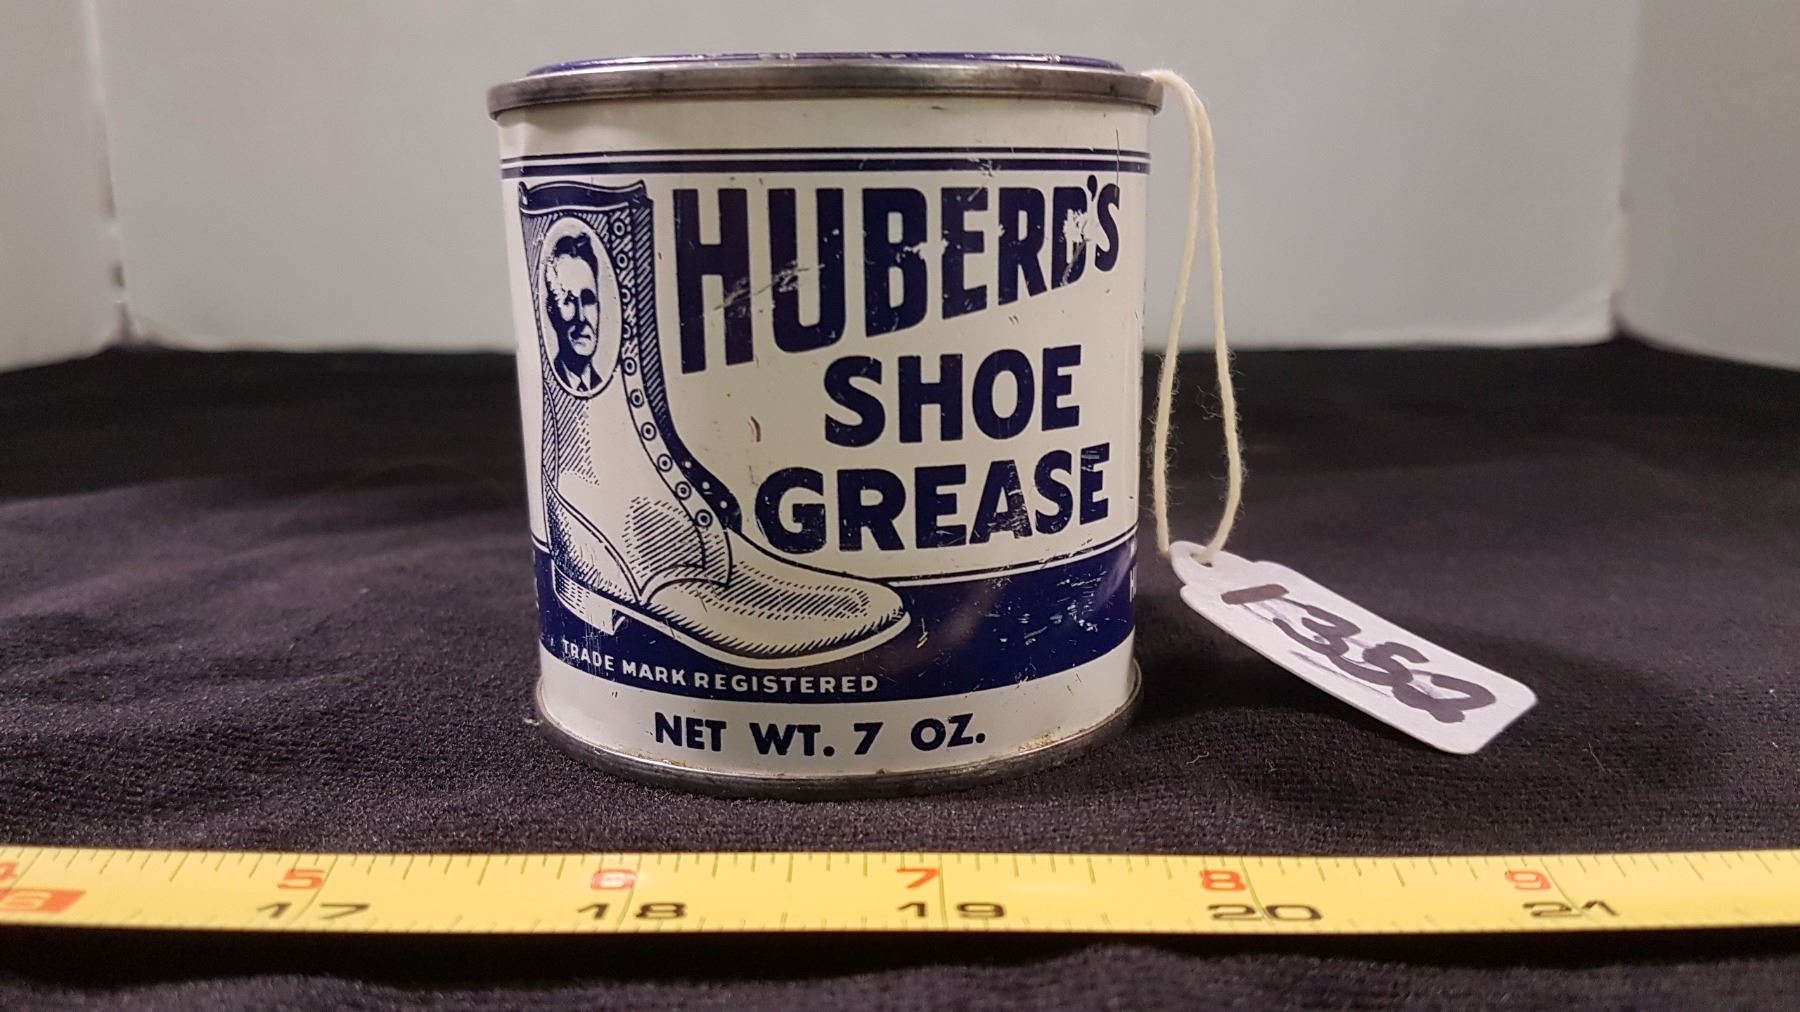 HUBERD'S
SHOE
GREASE
TRADE MARK REGISTERED
NET WT. 7 OZ.
1352
5 6 7 8 9
17 18 19 20 21